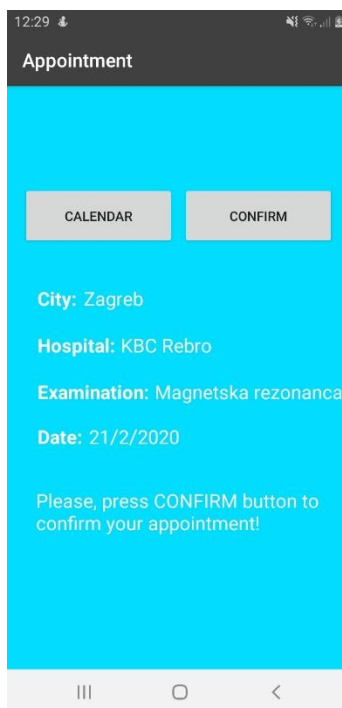 12:29
Appointment
CALENDAR CONFIRM
City: Zagreb
Hospital: KBC Rebro
Examination: Magnetska rezonanca
Date: 21/2/2020
Please, press CONFIRM button to
confirm your appointment!